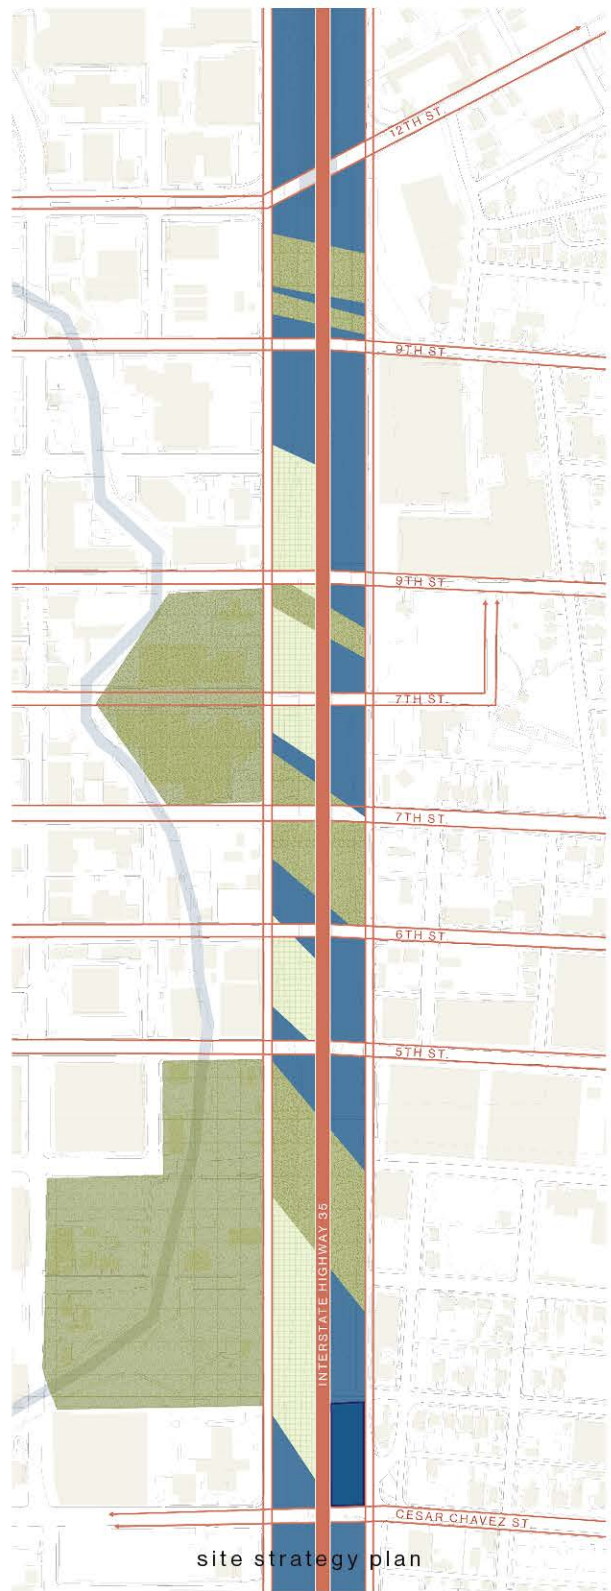 12TH ST.
9TH ST.
9TH ST.
7TH ST.
7TH ST.
6TH ST.
5TH ST.
INTERSTATE HIGHWAY 35
CESAR CHAVEZ ST.
site strategy plan